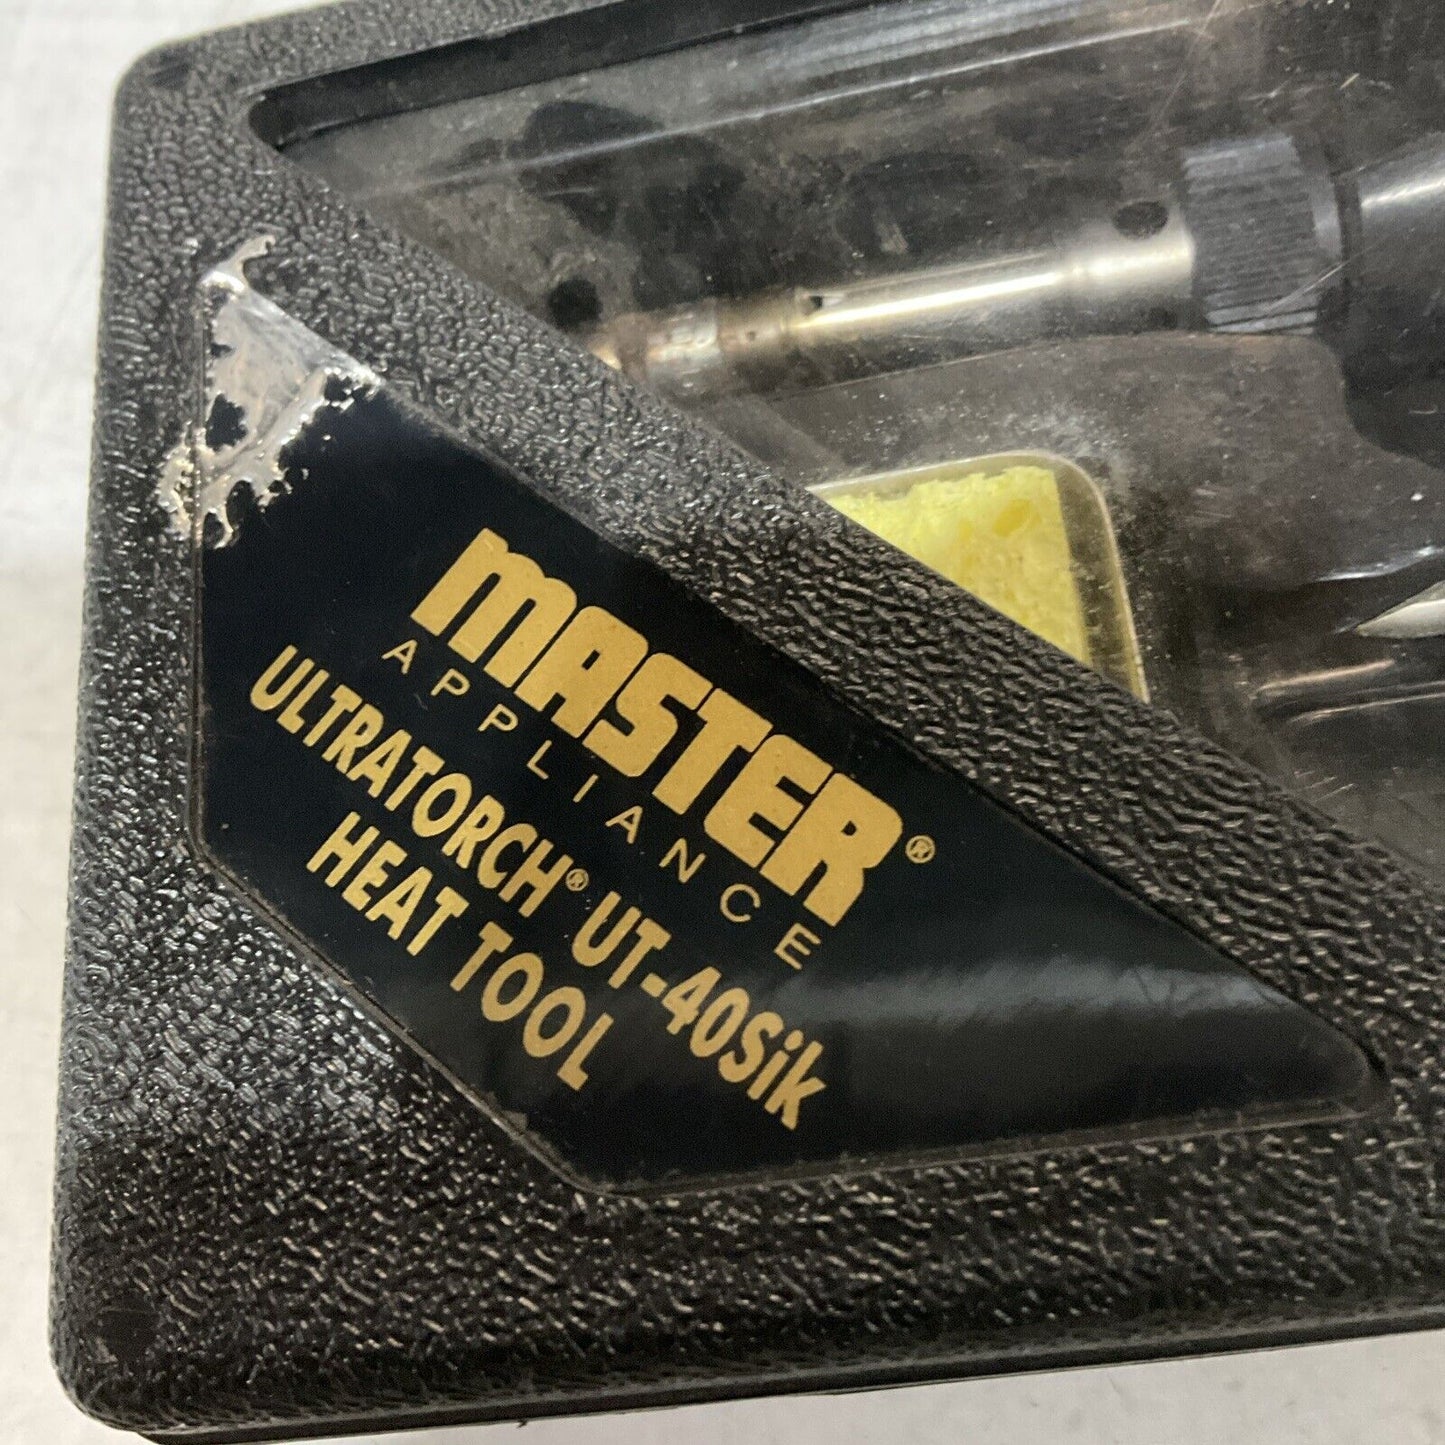 MASTER®
APPLIANCE
ULTRATORCH® UT-40Sik
HEAT TOOL